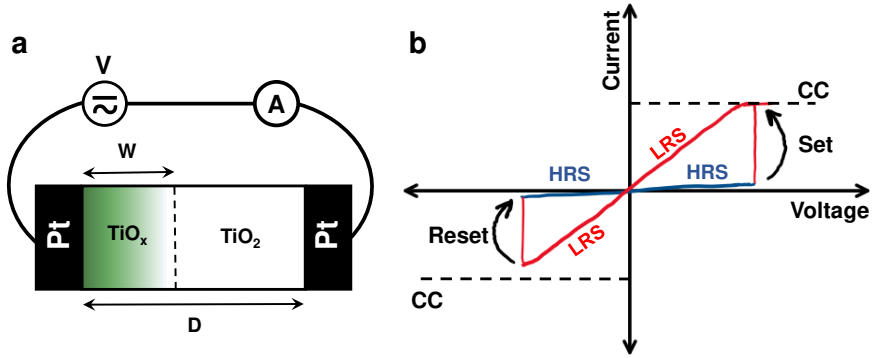 a
V
A
W
Pt
TiOₓ
TiO₂
Pt
D
b
Current
CC
LRS
Set
HRS
HRS
Voltage
Reset
LRS
CC